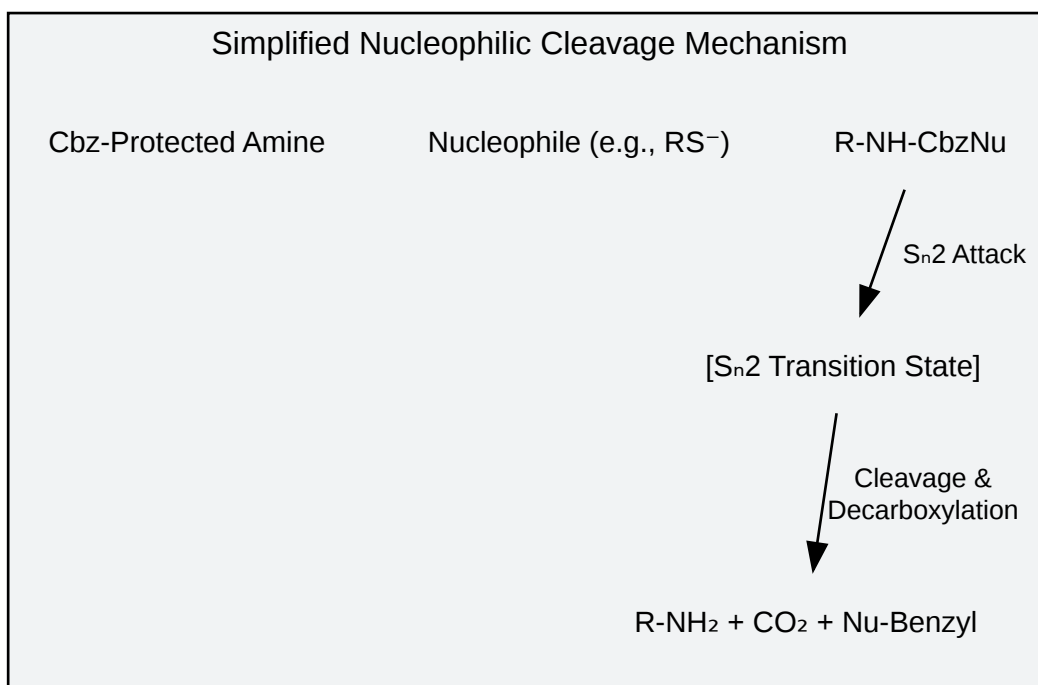 Simplified Nucleophilic Cleavage Mechanism
Cbz-Protected Amine
Nucleophile (e.g., RS⁻)
R-NH-CbzNu
Sₙ2 Attack
[Sₙ2 Transition State]
Cleavage &
Decarboxylation
R-NH₂ + CO₂ + Nu-Benzyl